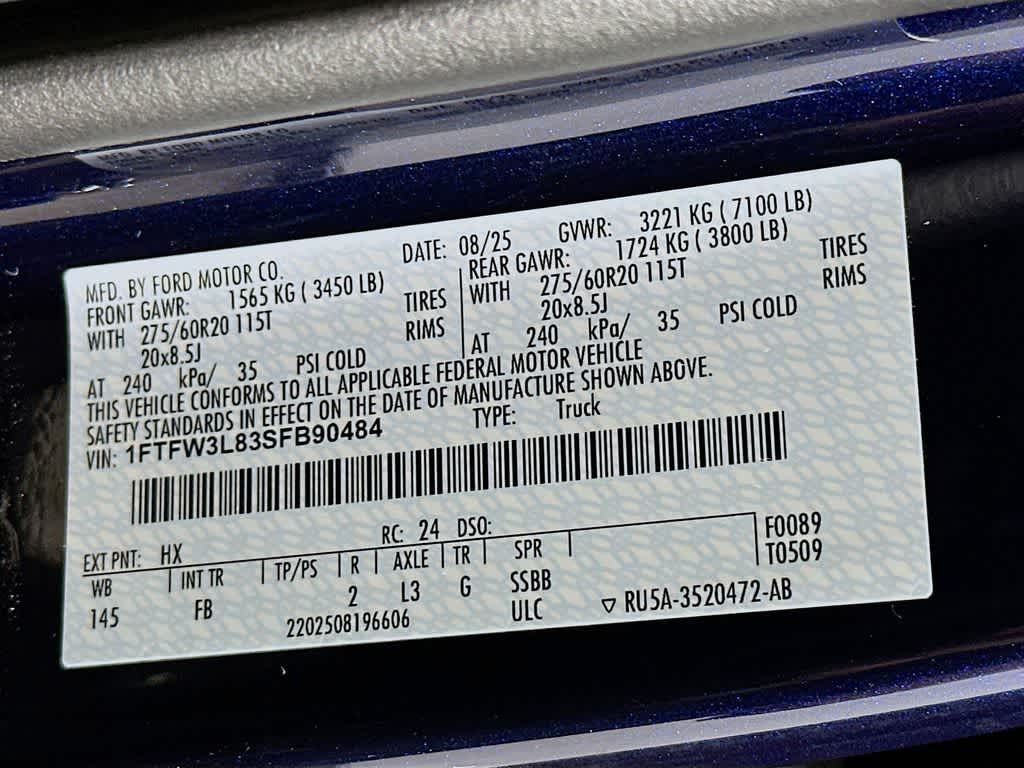 MFD. BY FORD MOTOR CO. DATE: 08/25 GVWR: 3221 KG ( 7100 LB)
FRONT GAWR: 1565 KG ( 3450 LB)
WITH 275/60R20 115T TIRES
20x8.5J RIMS
AT 240 kPa/ 35 PSI COLD
REAR GAWR: 1724 KG ( 3800 LB)
WITH 275/60R20 115T TIRES
20x8.5J RIMS
AT 240 kPa/ 35 PSI COLD
THIS VEHICLE CONFORMS TO ALL APPLICABLE FEDERAL MOTOR VEHICLE
SAFETY STANDARDS IN EFFECT ON THE DATE OF MANUFACTURE SHOWN ABOVE.
VIN: 1FTFW3L83SFB90484 TYPE: Truck
EXT PNT: HX RC: 24 DSO: F0089
WB INT TR TP/PS R AXLE TR SPR T0509
145 FB 2 L3 G SSBB
2202508196606 ULC ▽ RU5A-3520472-AB